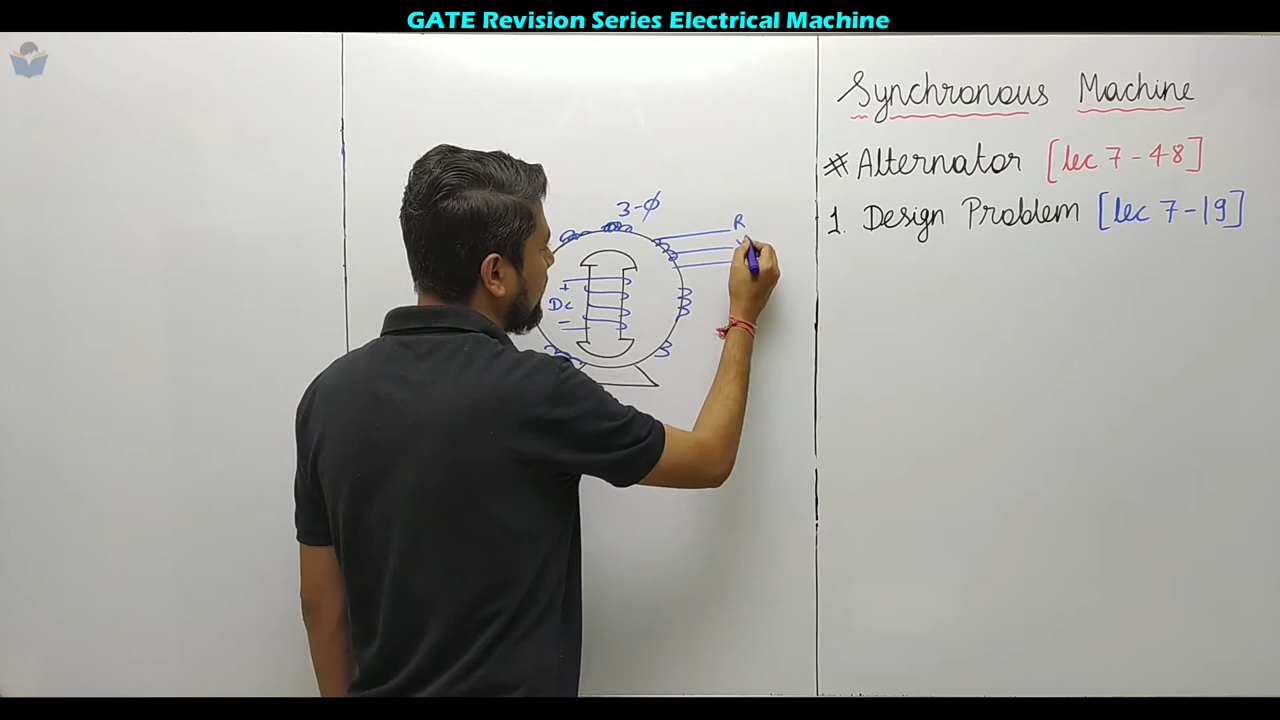 GATE Revision Series Electrical Machine
Synchronous Machine
# Alternator [lec 7-48]
1. Design Problem [lec 7-19]
3-φ
R
+
DC
-